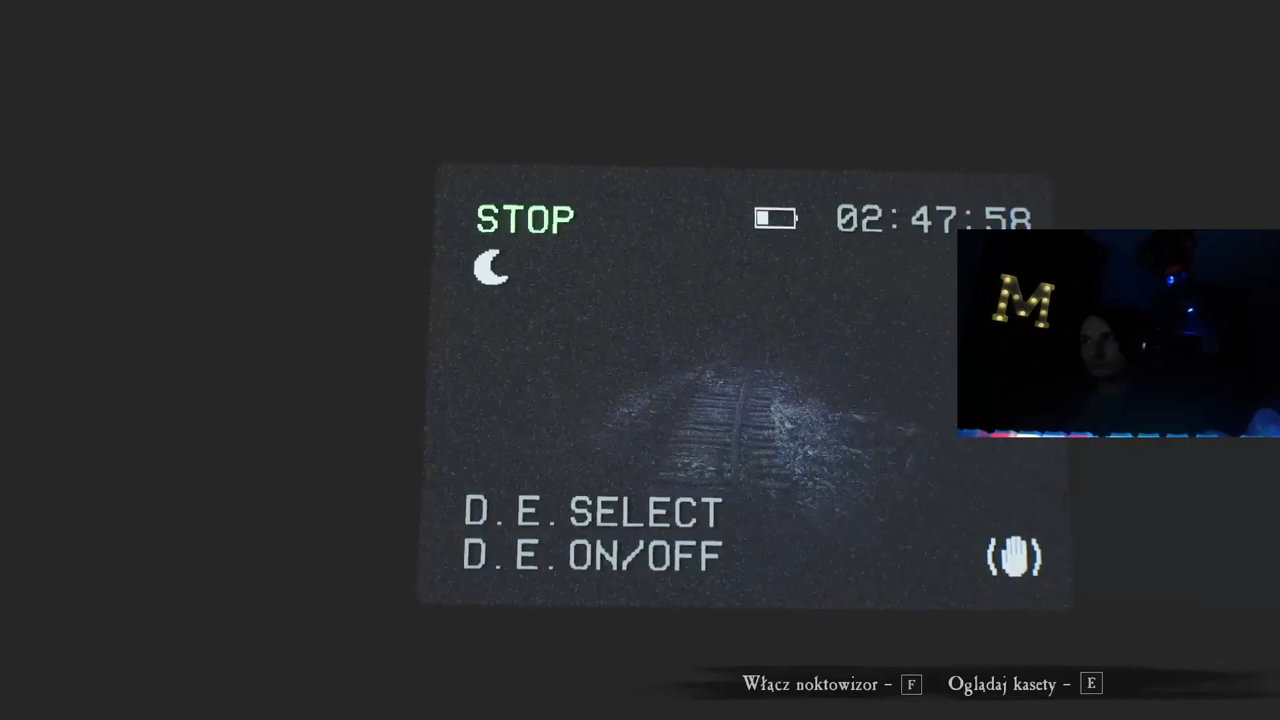 STOP 02:47:58
M
D.E.SELECT
D.E.ON/OFF
Włącz noktowizor - F Oglądaj kasety - E